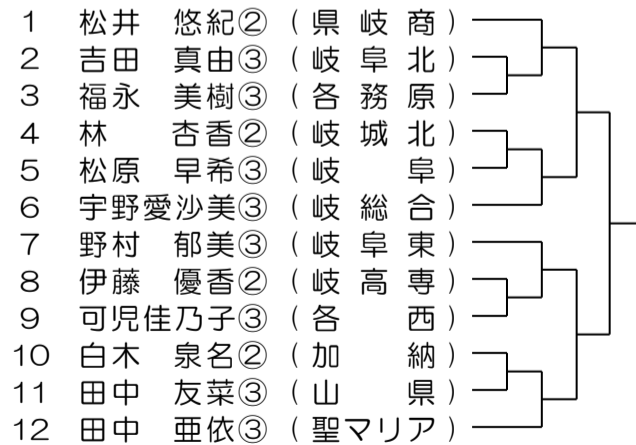 1 松井 悠紀② (県岐商)
2 吉田 真由③ (岐阜北)
3 福永 美樹③ (各務原)
4 林 杏香② (岐城北)
5 松原 早希③ (岐 阜)
6 宇野愛沙美③ (岐総合)
7 野村 郁美③ (岐阜東)
8 伊藤 優香② (岐高専)
9 可児佳乃子③ (各 西)
10 白木 泉名② (加 納)
11 田中 友菜③ (山 県)
12 田中 亜依③ (聖マリア)